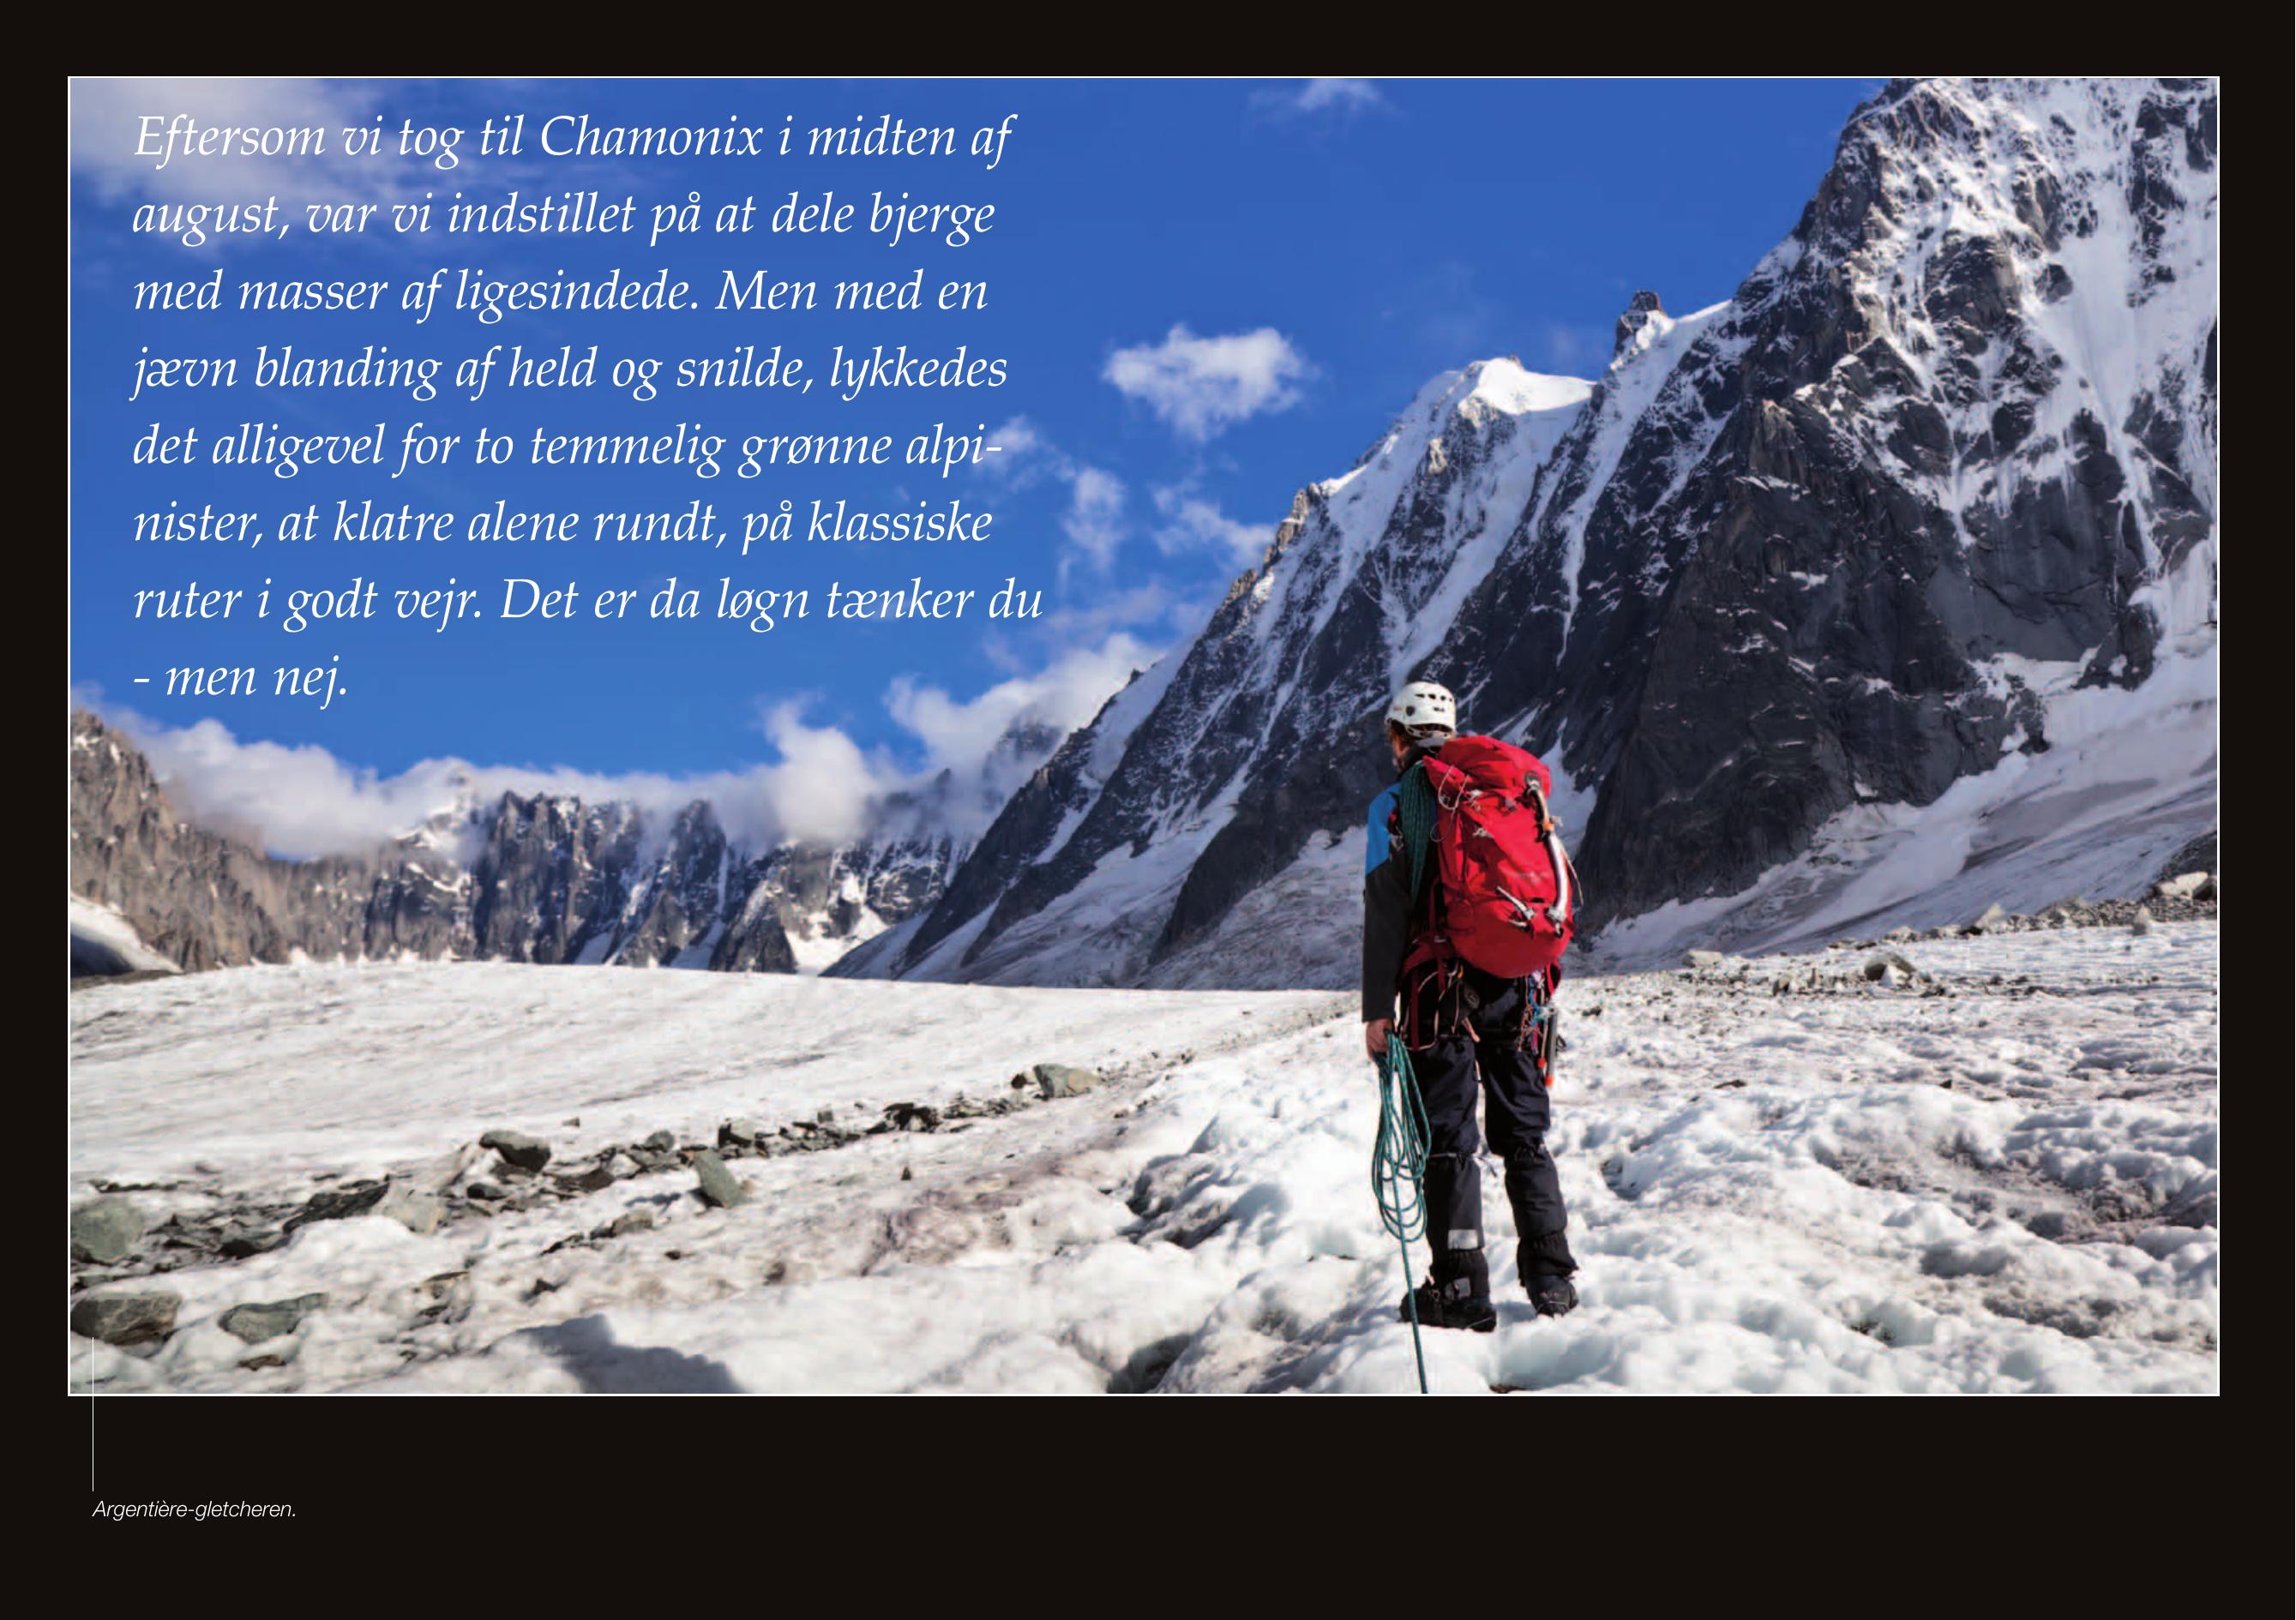 Eftersom vi tog til Chamonix i midten af
august, var vi indstillet på at dele bjerge
med masser af ligesindede. Men med en
jævn blanding af held og snilde, lykkedes
det alligevel for to temmelig grønne alpi-
nister, at klatre alene rundt, på klassiske
ruter i godt vejr. Det er da løgn tænker du
- men nej.
Argentière-gletcheren.